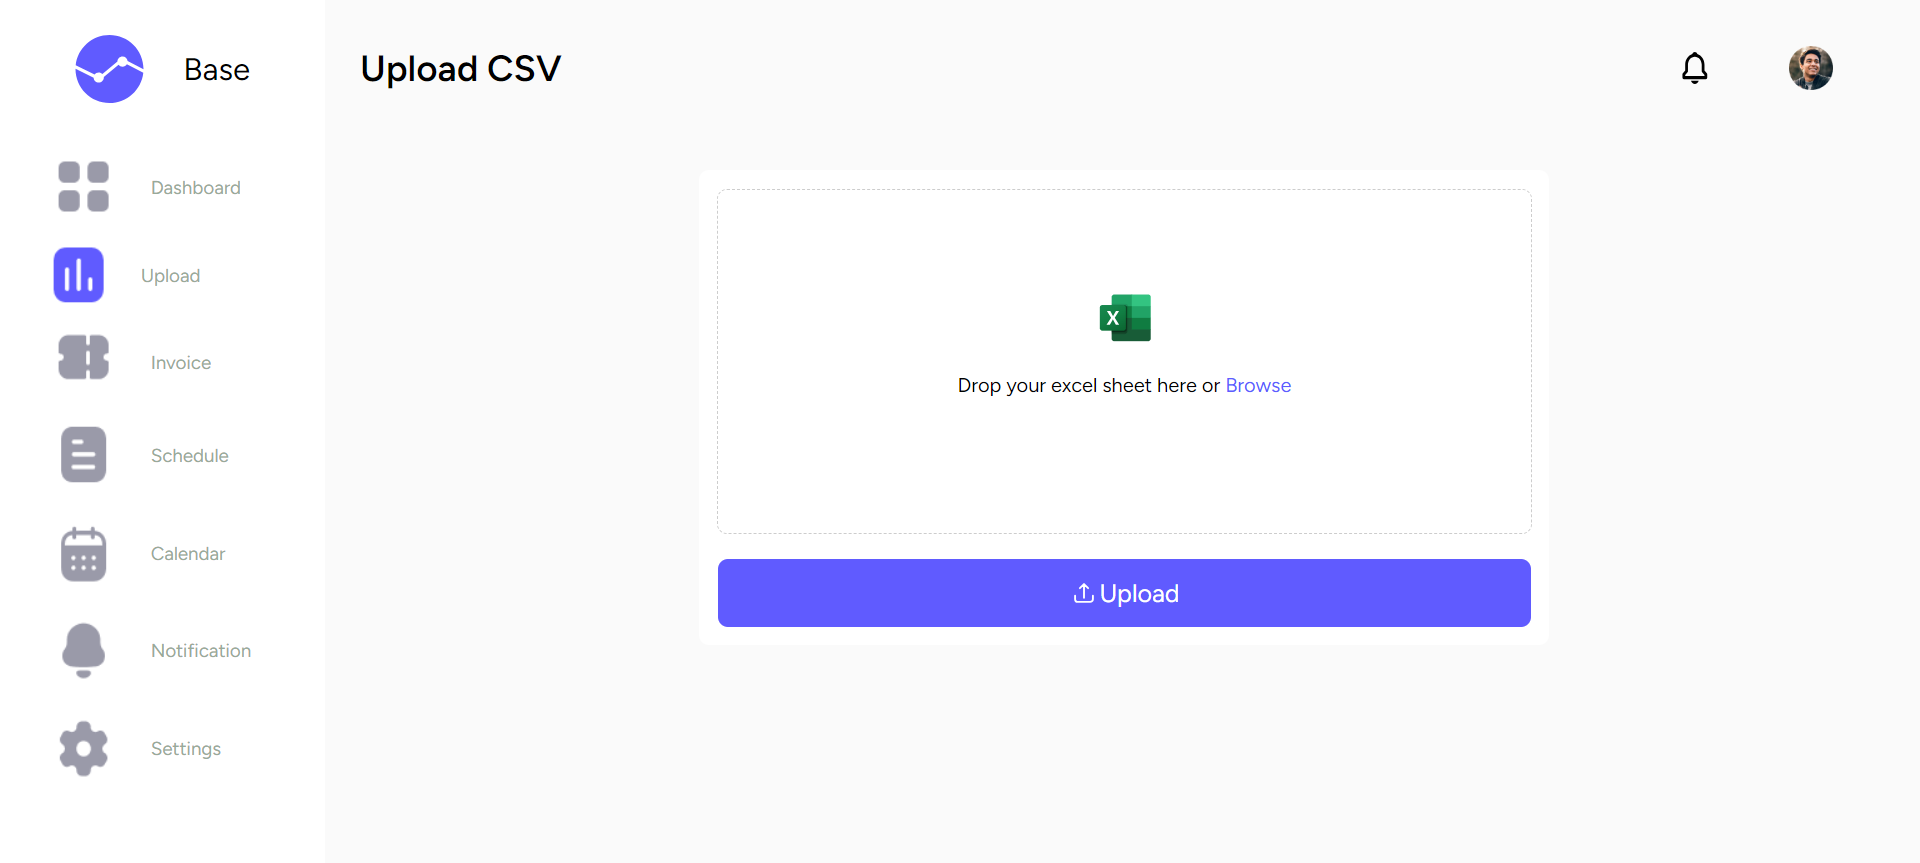 Base
Upload CSV
Dashboard
Upload
Invoice
Schedule
Calendar
Notification
Settings
X
Drop your excel sheet here or Browse
Upload